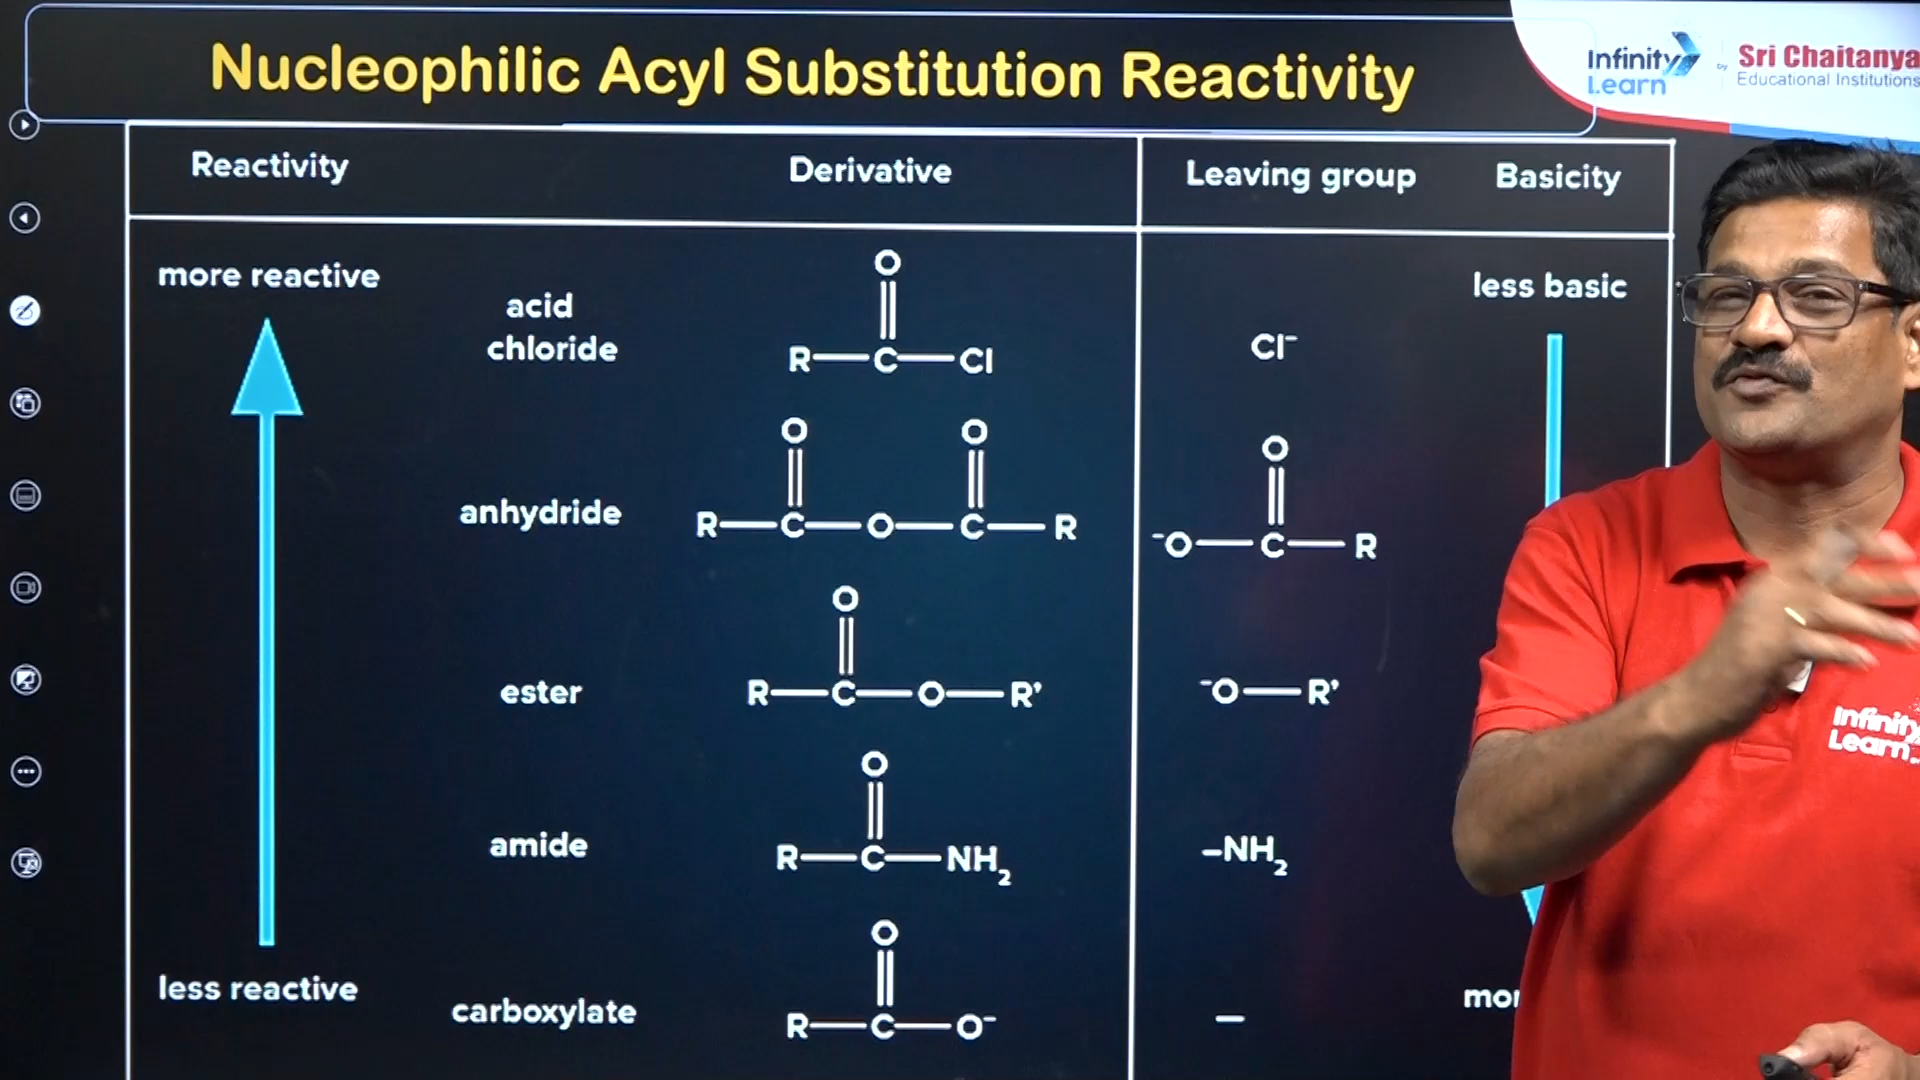 Nucleophilic Acyl Substitution Reactivity
Infinity Learn
by
Sri Chaitanya
Educational Institutions
Reactivity
Derivative
Leaving group
Basicity
more reactive
less basic
acid
chloride
O
R—C—Cl
Cl⁻
anhydride
O O
R—C—O—C—R
O
⁻O—C—R
ester
O
R—C—O—R’
⁻O—R’
amide
O
R—C—NH₂
–NH₂
less reactive
carboxylate
O
R—C—O⁻
–
Infinity
Learn